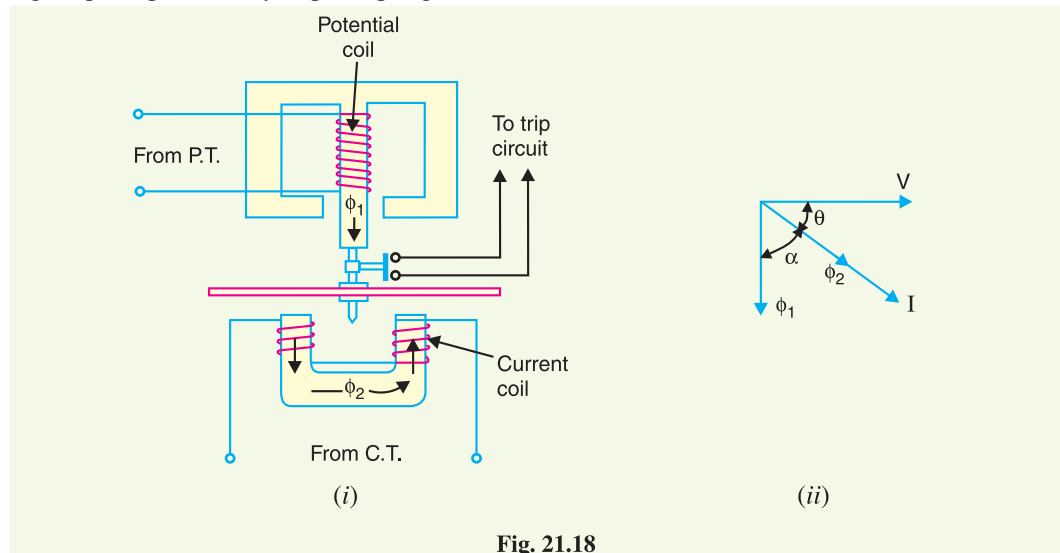 Potential
coil
From P.T.
To trip
circuit
ϕ1
ϕ2
Current
coil
From C.T.
(i)
V
θ
α
ϕ2
ϕ1
I
(ii)
Fig. 21.18